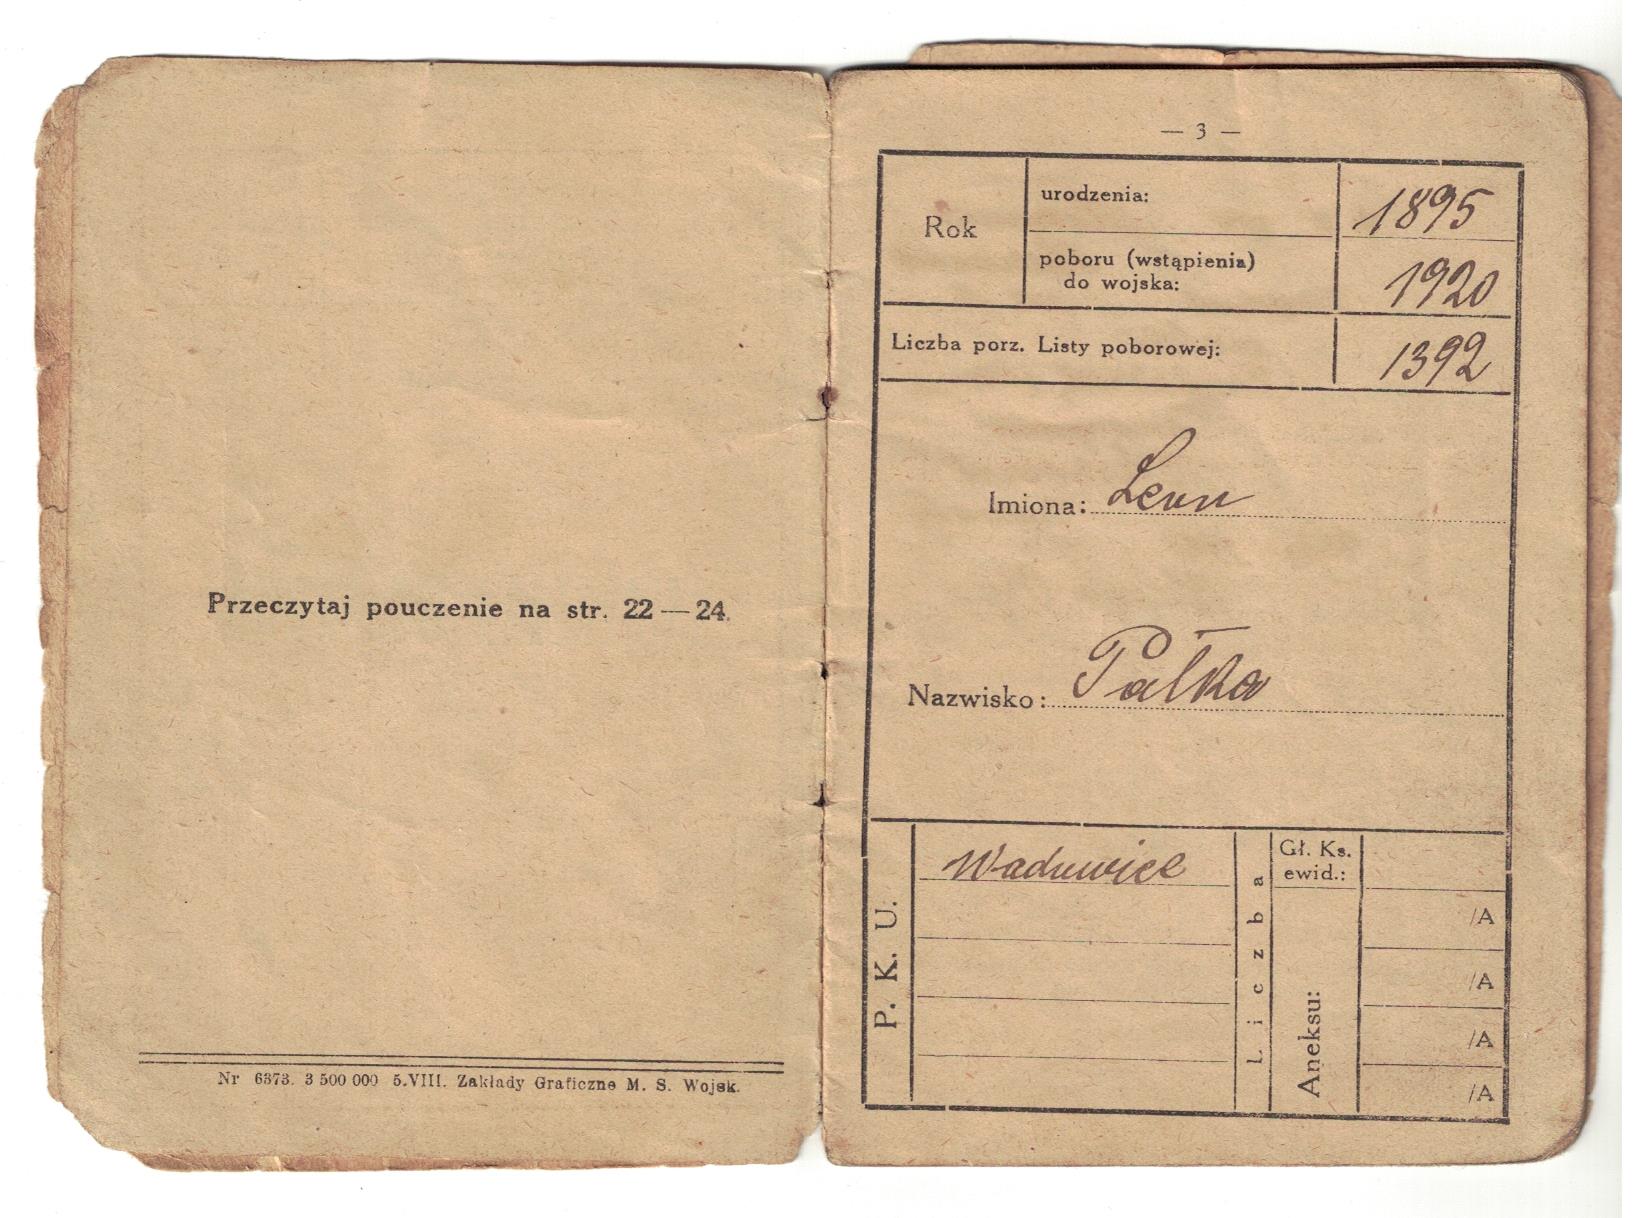 Przeczytaj pouczenie na str. 22 — 24.
Nr 6373. 3 500 000 5.VIII. Zakłady Graficzne M. S. Wojsk.
— 3 —
Rok
urodzenia:
1895
poboru (wstąpienia)
do wojska:
1920
Liczba porz. Listy poborowej:
1392
Imiona: Leon
Nazwisko: Pałka
P. K. U.
Wadowice
Liczba
Gł. Ks.
ewid.:
Aneksu:
/A
/A
/A
/A